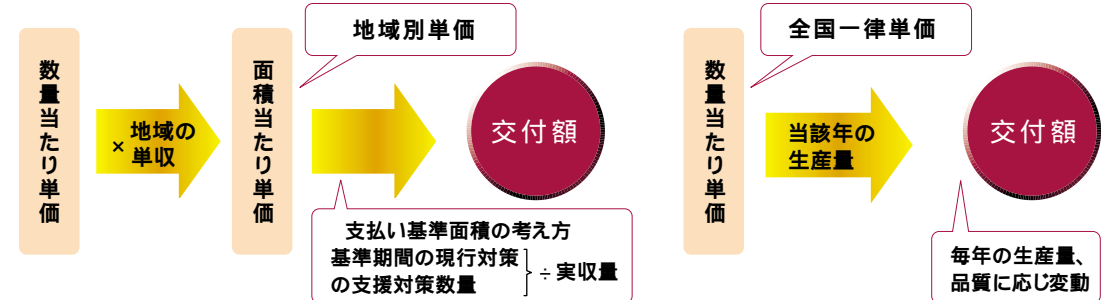 数量当たり単価
× 地域の
単収
面積当たり単価
地域別単価
交付額
支払い基準面積の考え方
基準期間の現行対策
の支援対策数量
÷実収量
数量当たり単価
全国一律単価
当該年の
生産量
交付額
毎年の生産量、
品質に応じ変動